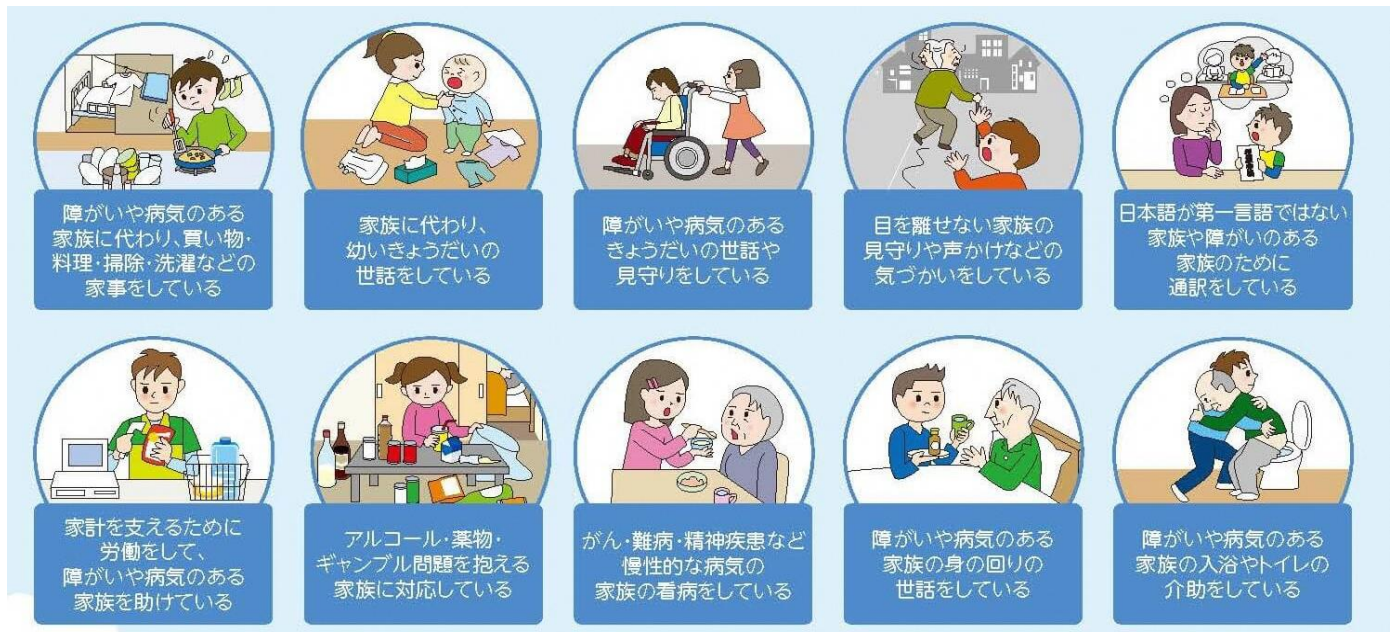 障がいや病気のある
家族に代わり、買い物・
料理・掃除・洗濯などの
家事をしている
家族に代わり、
幼いきょうだいの
世話をしている
障がいや病気のある
きょうだいの世話や
見守りをしている
目を離せない家族の
見守りや声かけなどの
気づかいをしている
日本語が第一言語ではない
家族や障がいのある
家族のために
通訳をしている
家計を支えるために
労働をして、
障がいや病気のある
家族を助けている
アルコール・薬物・
ギャンブル問題を抱える
家族に対応している
がん・難病・精神疾患など
慢性的な病気の
家族の看病をしている
障がいや病気のある
家族の身の回りの
世話をしている
障がいや病気のある
家族の入浴やトイレの
介助をしている